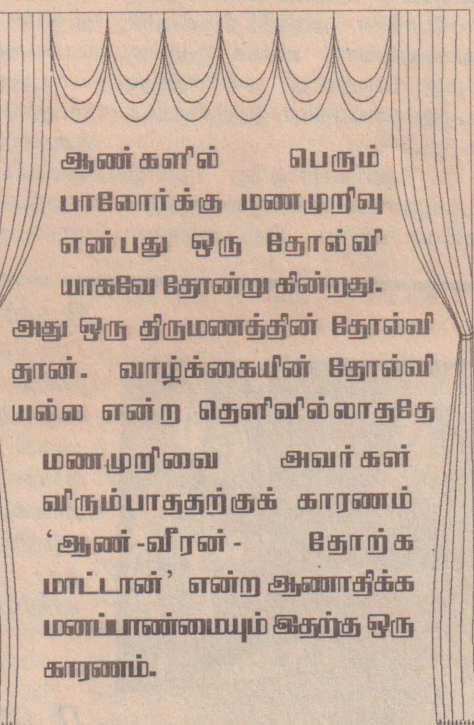 ஆண்களில் பெரும்
பாலோர்க்கு மணமுறிவு
என்பது ஒரு தோல்வி
யாகவே தோன்றுகின்றது.
அது ஒரு திருமணத்தின் தோல்வி
தான். வாழ்க்கையின் தோல்வி
யல்ல என்ற தெளிவில்லாததே
மணமுறிவை அவர்கள்
விரும்பாததற்குக் காரணம்
‘ஆண்-வீரன்- தோற்க
மாட்டான்’ என்ற ஆணாதிக்க
மனப்பாண்மையும் இதற்கு ஒரு
காரணம்.